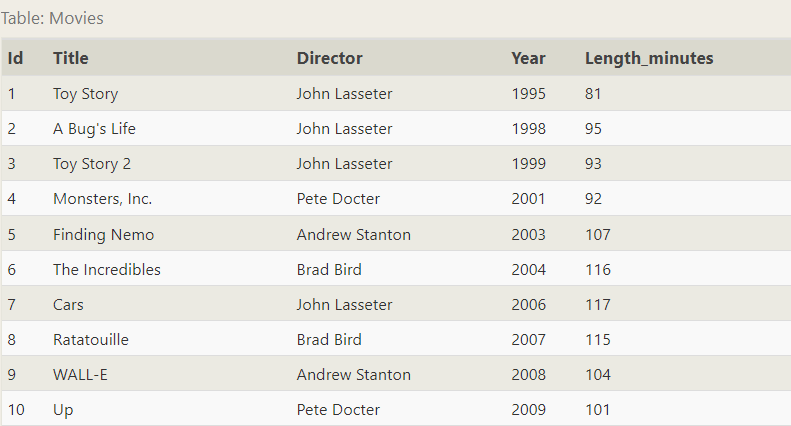 Table: Movies
Id Title Director Year Length_minutes
1 Toy Story John Lasseter 1995 81
2 A Bug's Life John Lasseter 1998 95
3 Toy Story 2 John Lasseter 1999 93
4 Monsters, Inc. Pete Docter 2001 92
5 Finding Nemo Andrew Stanton 2003 107
6 The Incredibles Brad Bird 2004 116
7 Cars John Lasseter 2006 117
8 Ratatouille Brad Bird 2007 115
9 WALL-E Andrew Stanton 2008 104
10 Up Pete Docter 2009 101